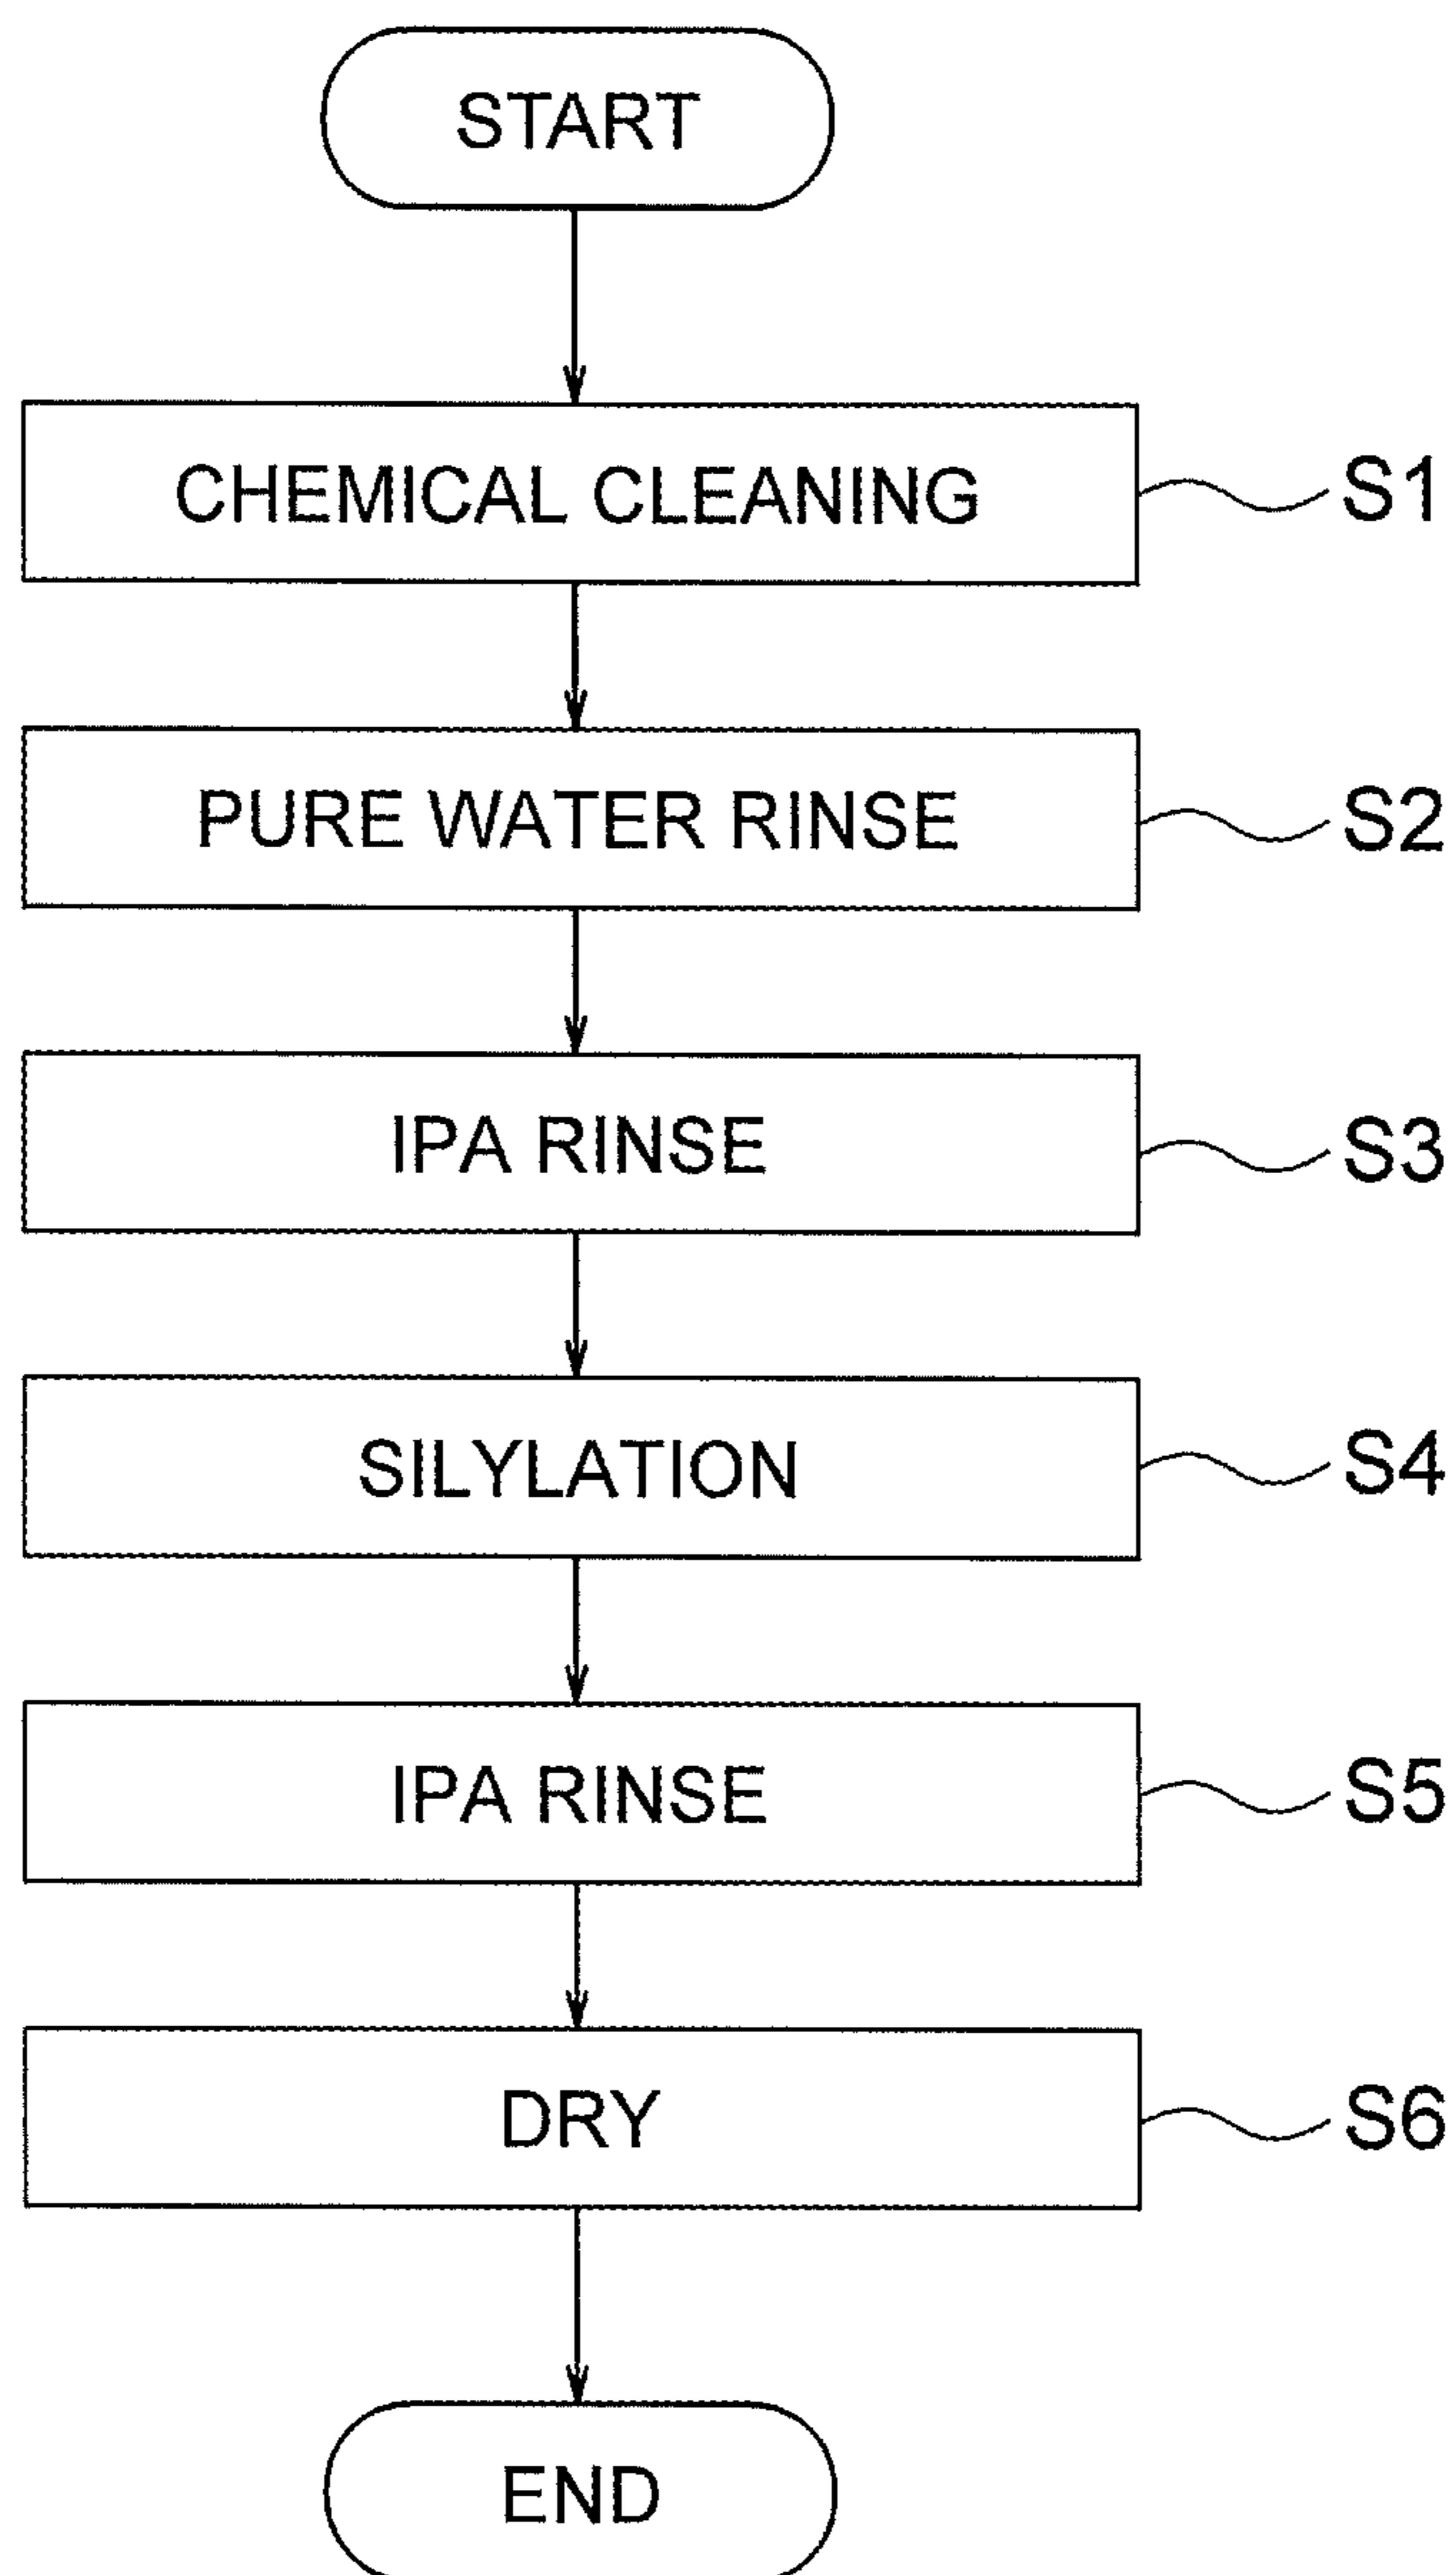 START
CHEMICAL CLEANING
S1
PURE WATER RINSE
S2
IPA RINSE
S3
SILYLATION
S4
IPA RINSE
S5
DRY
S6
END